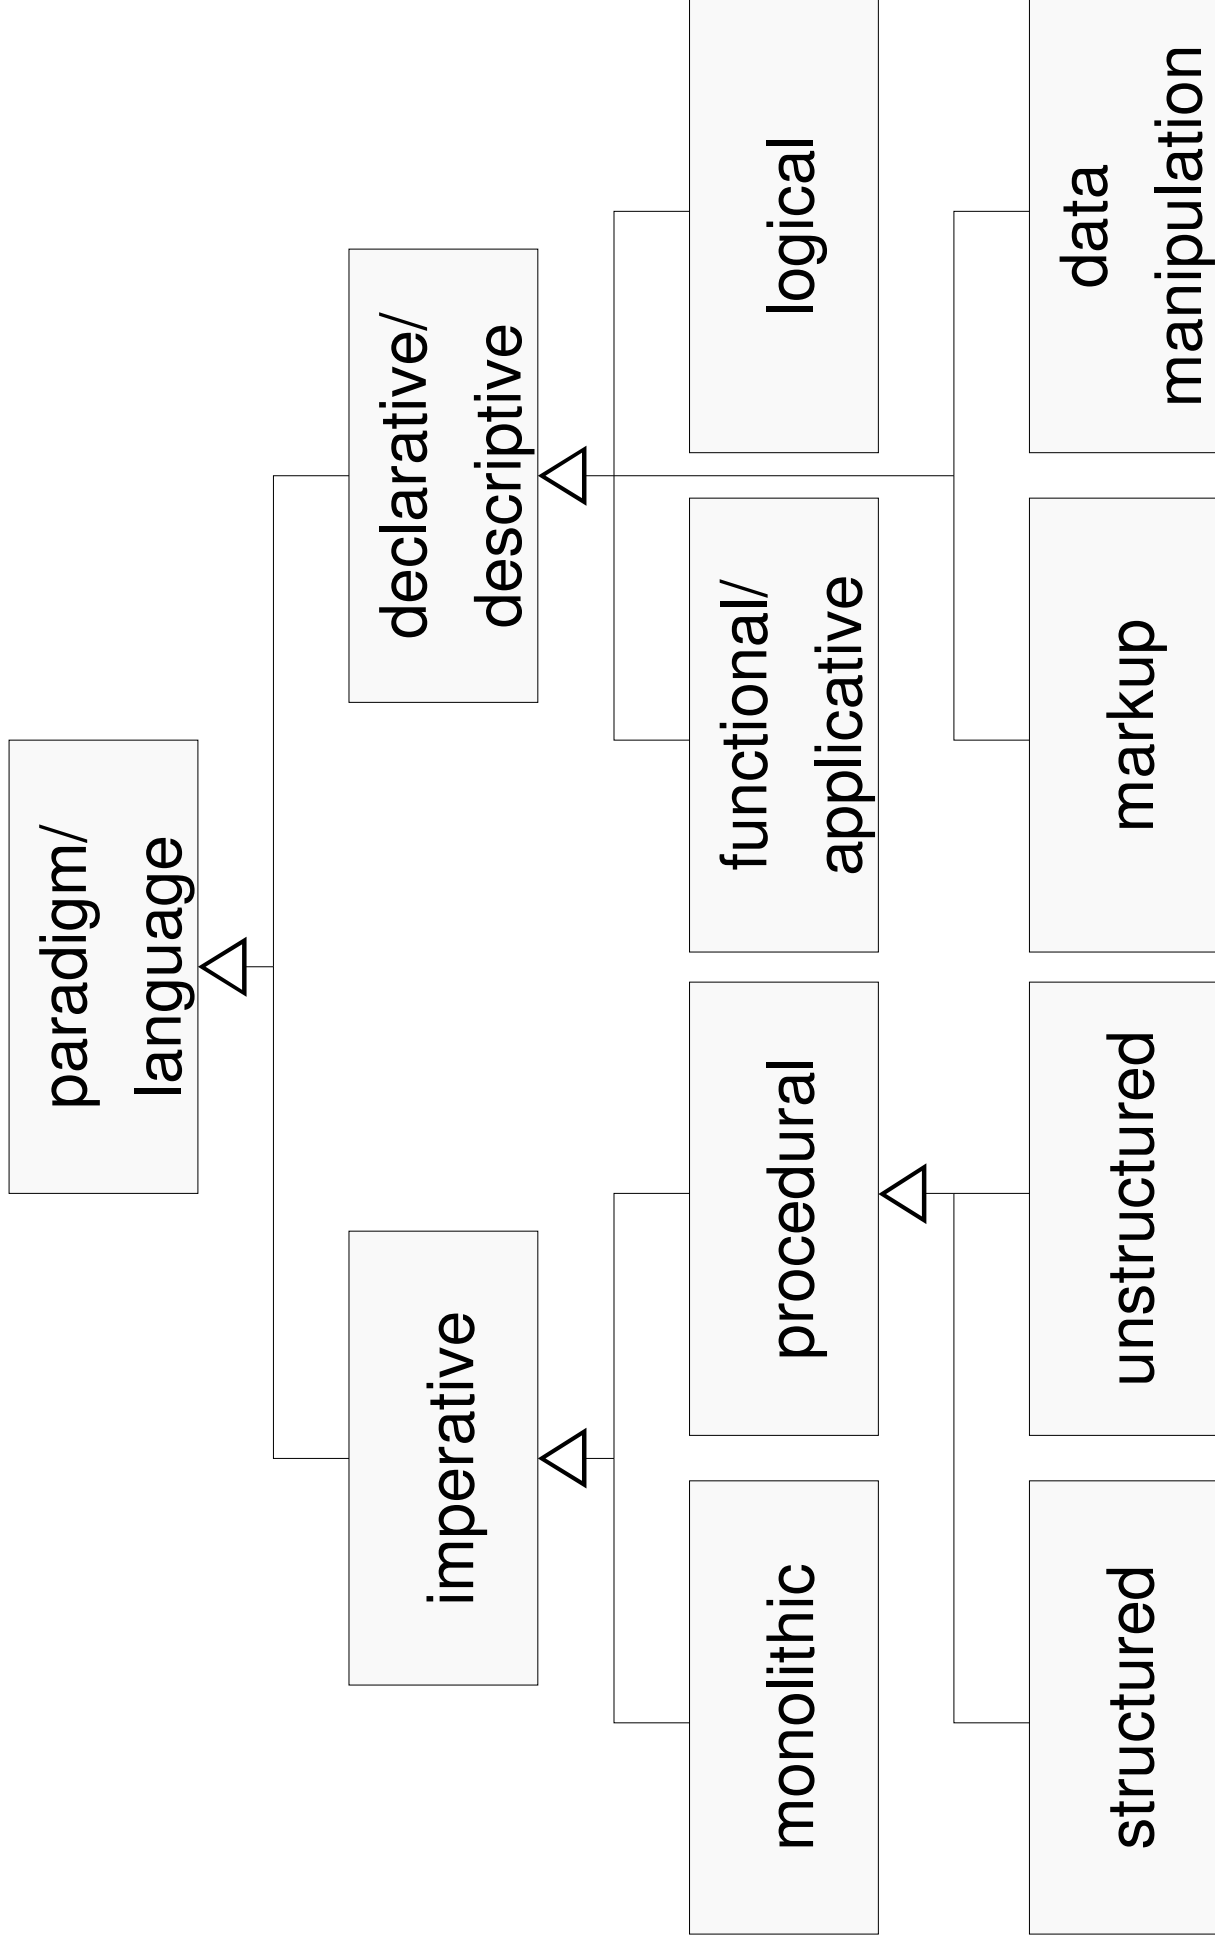 paradigm/
language
imperative
declarative/
descriptive
monolithic
procedural
functional/
applicative
logical
structured
unstructured
markup
data
manipulation